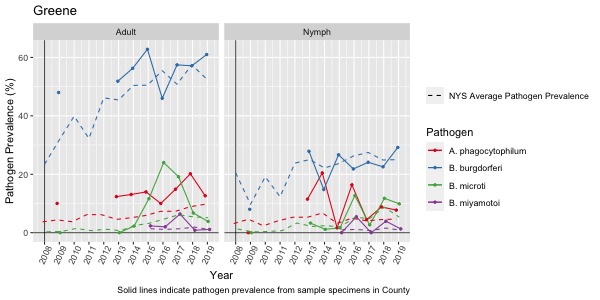 Greene
Adult
Nymph
Pathogen Prevalence (%)
60
40
20
0
2008 2009 2010 2011 2012 2013 2014 2015 2016 2017 2018 2019
2008 2009 2010 2011 2012 2013 2014 2015 2016 2017 2018 2019
Year
Solid lines indicate pathogen prevalence from sample specimens in County
NYS Average Pathogen Prevalence
Pathogen
A. phagocytophilum
B. burgdorferi
B. microti
B. miyamotoi